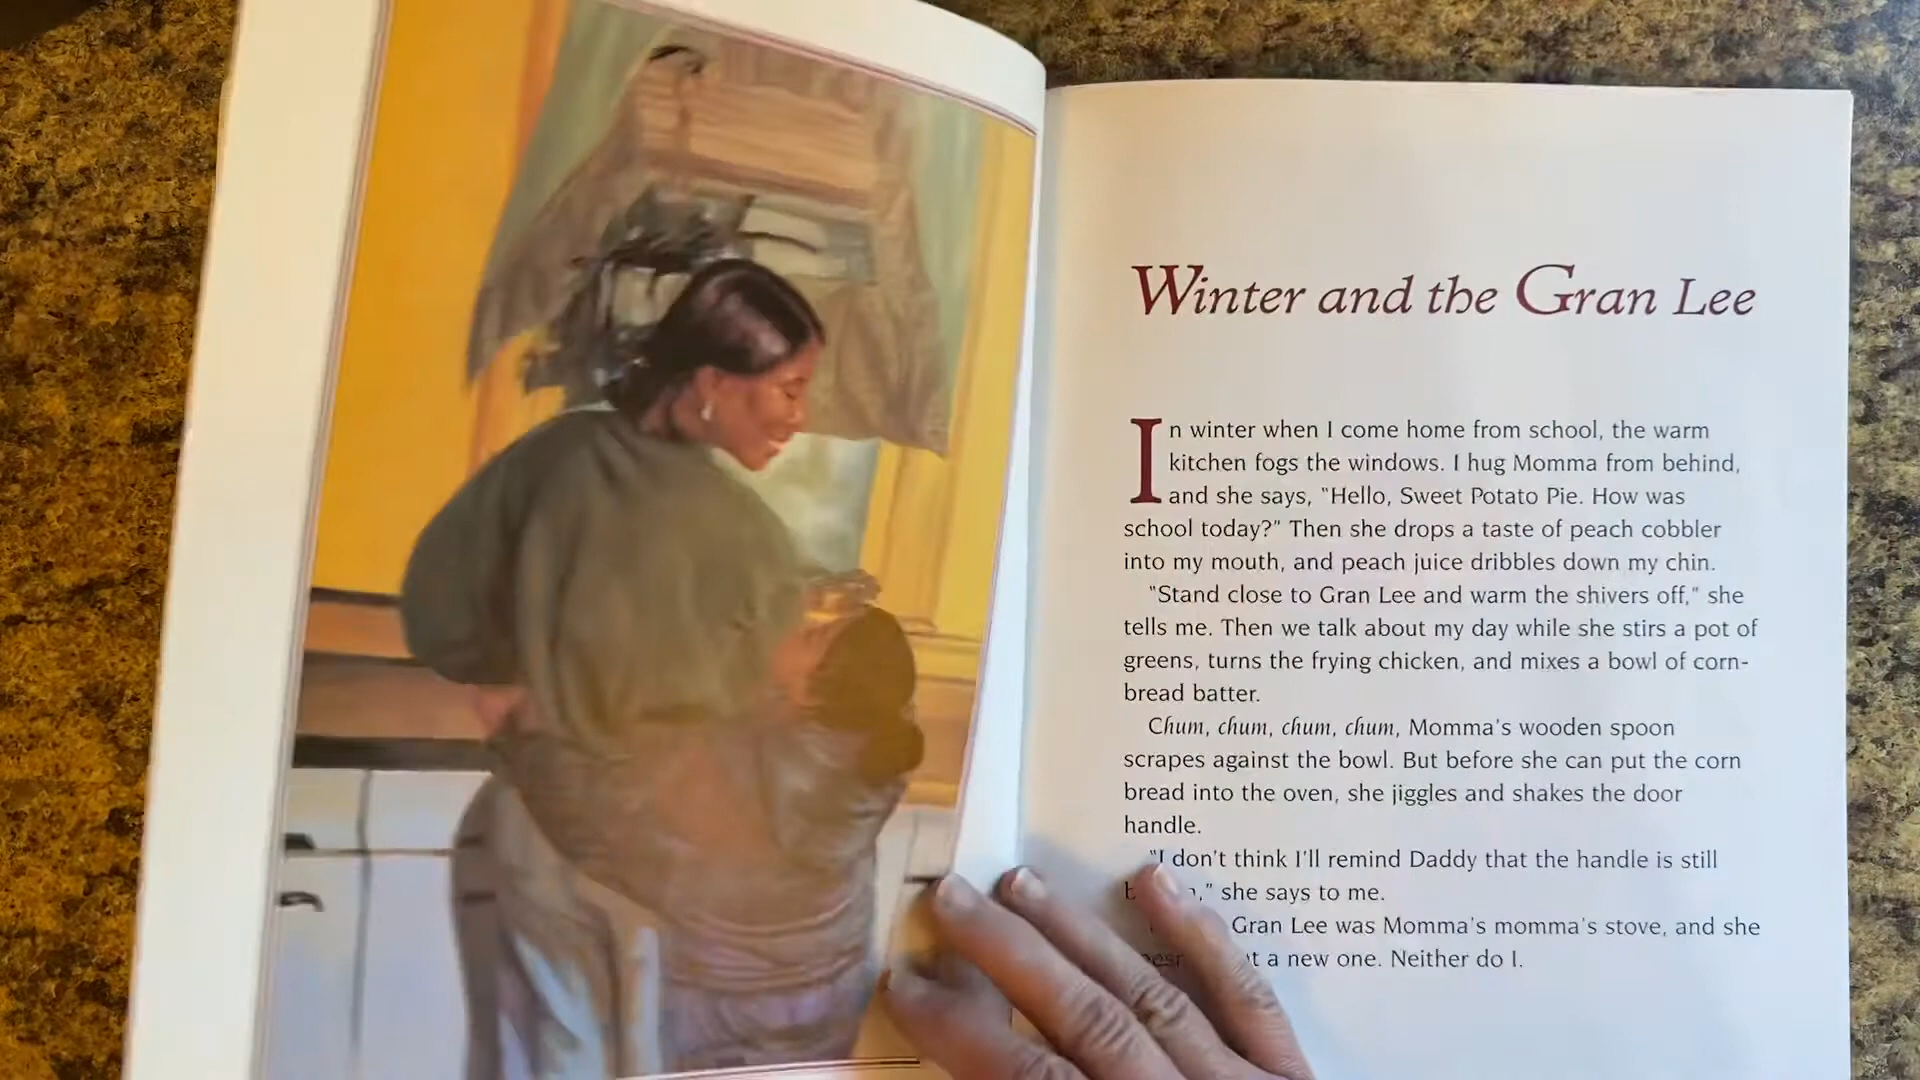 Winter and the Gran Lee
In winter when I come home from school, the warm
kitchen fogs the windows. I hug Momma from behind,
and she says, "Hello, Sweet Potato Pie. How was
school today?" Then she drops a taste of peach cobbler
into my mouth, and peach juice dribbles down my chin.
"Stand close to Gran Lee and warm the shivers off," she
tells me. Then we talk about my day while she stirs a pot of
greens, turns the frying chicken, and mixes a bowl of corn-
bread batter.
Chum, chum, chum, chum, Momma's wooden spoon
scrapes against the bowl. But before she can put the corn
bread into the oven, she jiggles and shakes the door
handle.
"I don't think I'll remind Daddy that the handle is still
," she says to me.
Gran Lee was Momma's momma's stove, and she
a new one. Neither do I.